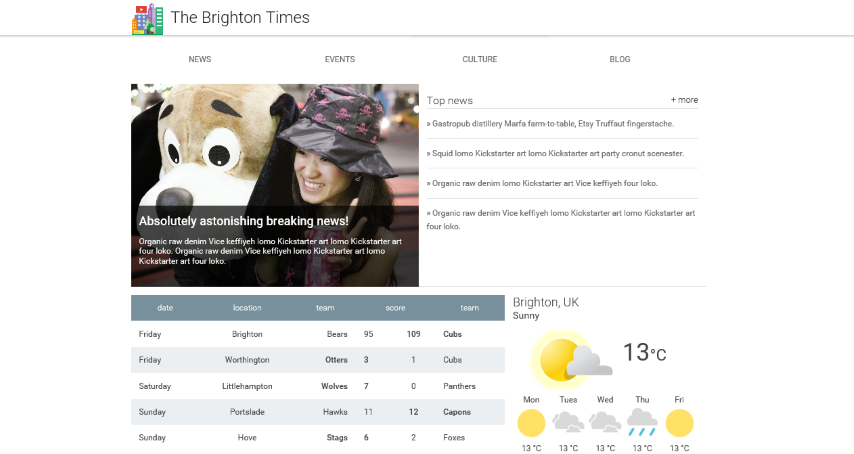 The Brighton Times
NEWS EVENTS CULTURE BLOG
Absolutely astonishing breaking news!
Organic raw denim Vice keffiyeh lomo Kickstarter art lomo Kickstarter art
four loko. Organic raw denim Vice keffiyeh lomo Kickstarter art lomo
Kickstarter art four loko.
Top news + more
» Gastropub distillery Marfa farm-to-table, Etsy Truffaut fingerstache.
» Squid lomo Kickstarter art lomo Kickstarter art party cronut scenester.
» Organic raw denim lomo Kickstarter art Vice keffiyeh four loko.
» Organic raw denim Vice keffiyeh lomo Kickstarter art lomo Kickstarter art
four loko.
date location team score team
Friday Brighton Bears 95 109 Cubs
Friday Worthington Otters 3 1 Cubs
Saturday Littlehampton Wolves 7 0 Panthers
Sunday Portslade Hawks 11 12 Capons
Sunday Hove Stags 6 2 Foxes
Brighton, UK
Sunny
13°C
Mon Tues Wed Thu Fri
13 °C 13 °C 13 °C 13 °C 13 °C